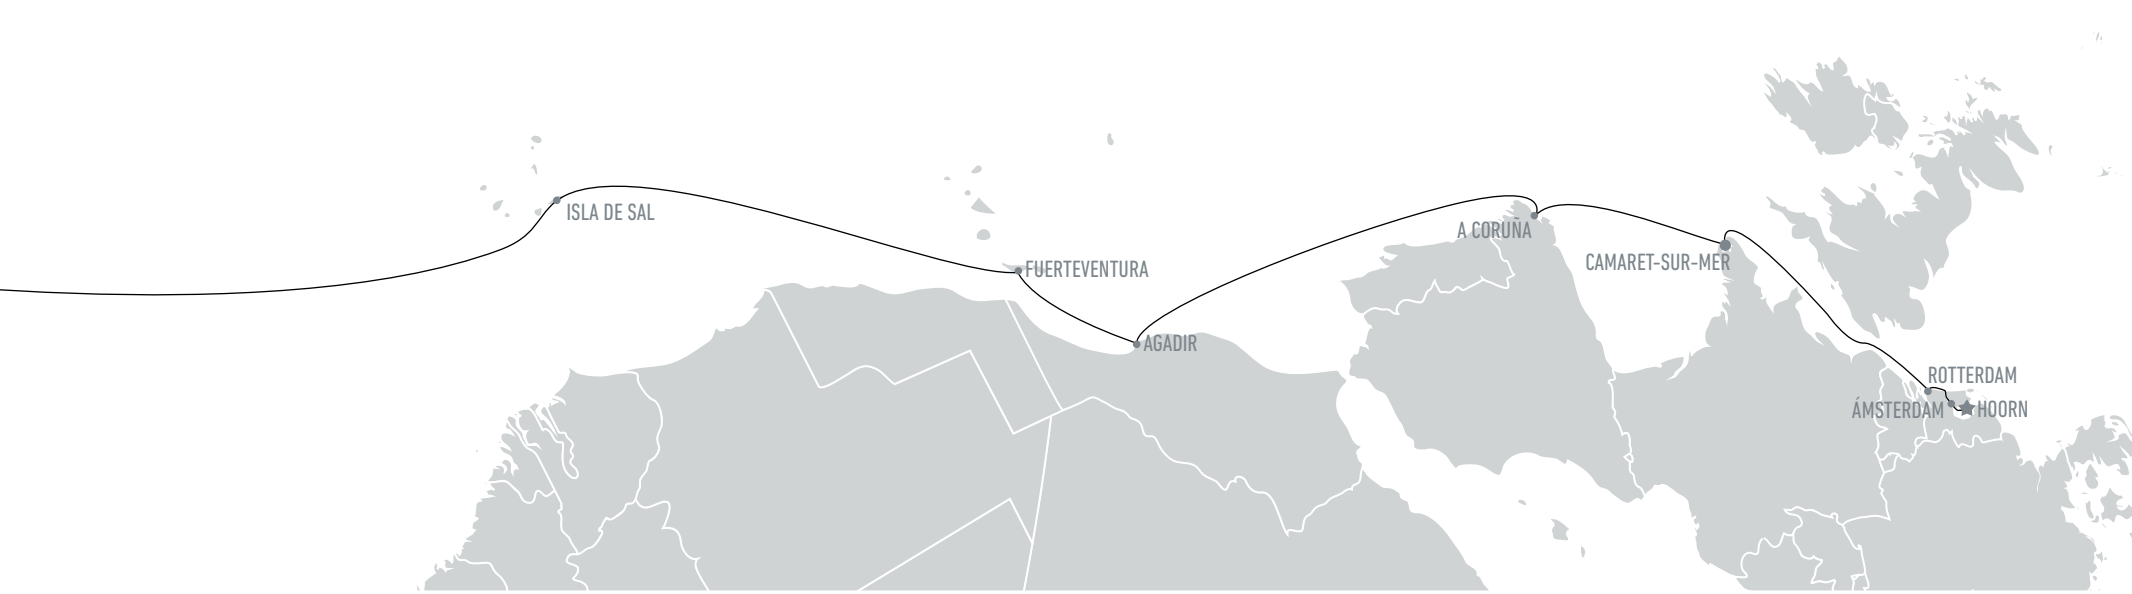 ISLA DE SAL
FUERTEVENTURA
AGADIR
A CORUÑA
CAMARET-SUR-MER
ROTTERDAM
ÁMSTERDAM
HOORN